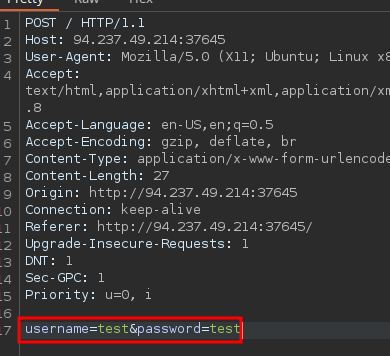 Pretty Raw Hex
1 POST / HTTP/1.1
2 Host: 94.237.49.214:37645
3 User-Agent: Mozilla/5.0 (X11; Ubuntu; Linux x8
4 Accept:
text/html,application/xhtml+xml,application/xm
.8
5 Accept-Language: en-US,en;q=0.5
6 Accept-Encoding: gzip, deflate, br
7 Content-Type: application/x-www-form-urlencode
8 Content-Length: 27
9 Origin: http://94.237.49.214:37645
10 Connection: keep-alive
11 Referer: http://94.237.49.214:37645/
12 Upgrade-Insecure-Requests: 1
13 DNT: 1
14 Sec-GPC: 1
15 Priority: u=0, i
16
17 username=test&password=test